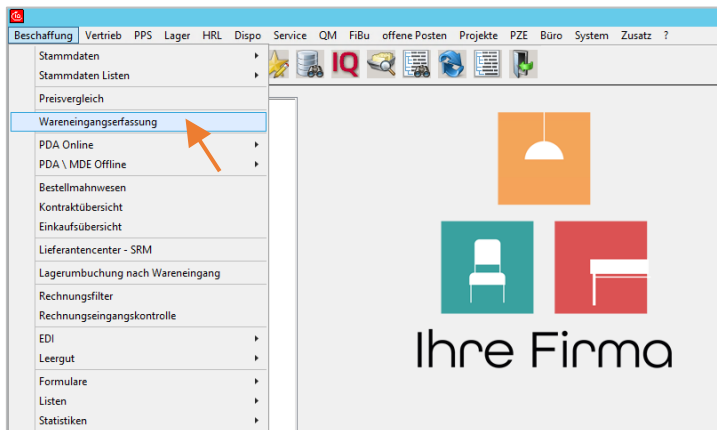 Beschaffung Vertrieb PPS Lager HRL Dispo Service QM FiBu offene Posten Projekte PZE Büro System Zusatz ?
Stammdaten
Stammdaten Listen
IQ
Preisvergleich
Wareneingangserfassung
PDA Online
PDA \ MDE Offline
Bestellmahnwesen
Kontraktübersicht
Einkaufsübersicht
Lieferantencenter - SRM
Lagerumbuchung nach Wareneingang
Rechnungsfilter
Rechnungseingangskontrolle
EDI
Leergut
Formulare
Listen
Statistiken
Ihre Firma